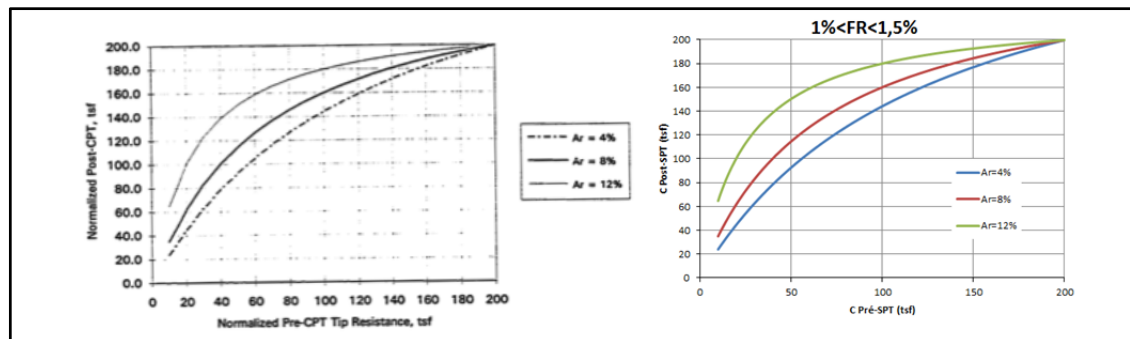 200.0
180.0
160.0
140.0
120.0
100.0
80.0
60.0
40.0
20.0
0.0
Normalized Post-CPT, tsf
0 20 40 60 80 100 120 140 160 180 200
Normalized Pre-CPT Tip Resistance, tsf
Ar = 4%
Ar = 8%
Ar = 12%
1%<FR<1,5%
200
180
160
140
120
100
80
60
40
20
0
C Post-SPT (tsf)
0 50 100 150 200
C Pré-SPT (tsf)
Ar=4%
Ar=8%
Ar=12%